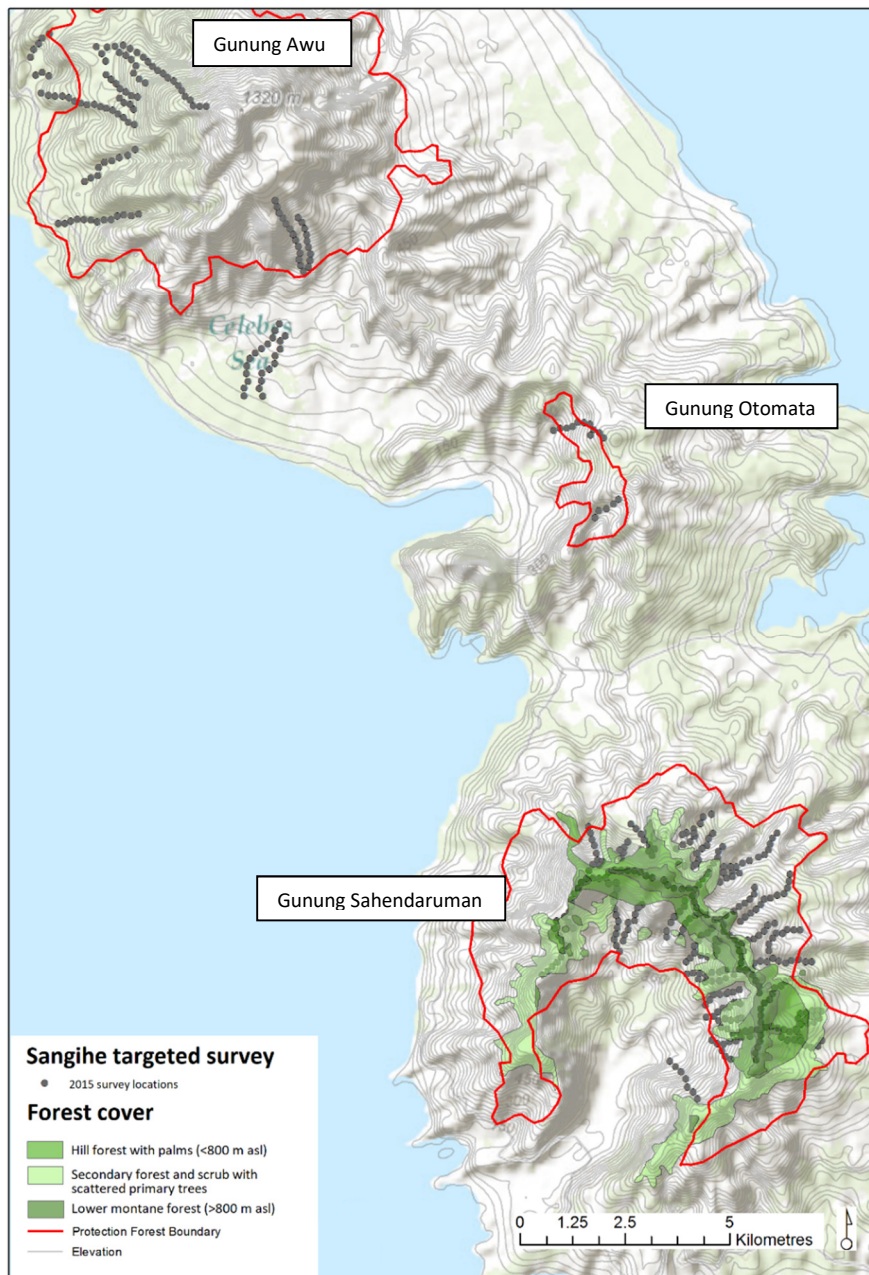 Gunung Awu
1320 m
Celebes
Sea
Gunung Otomata
150
300
Gunung Sahendaruman
Sangihe targeted survey
2015 survey locations
Forest cover
Hill forest with palms (<800 m asl)
Secondary forest and scrub with
scattered primary trees
Lower montane forest (>800 m asl)
Protection Forest Boundary
Elevation
0 1.25 2.5 5
Kilometres